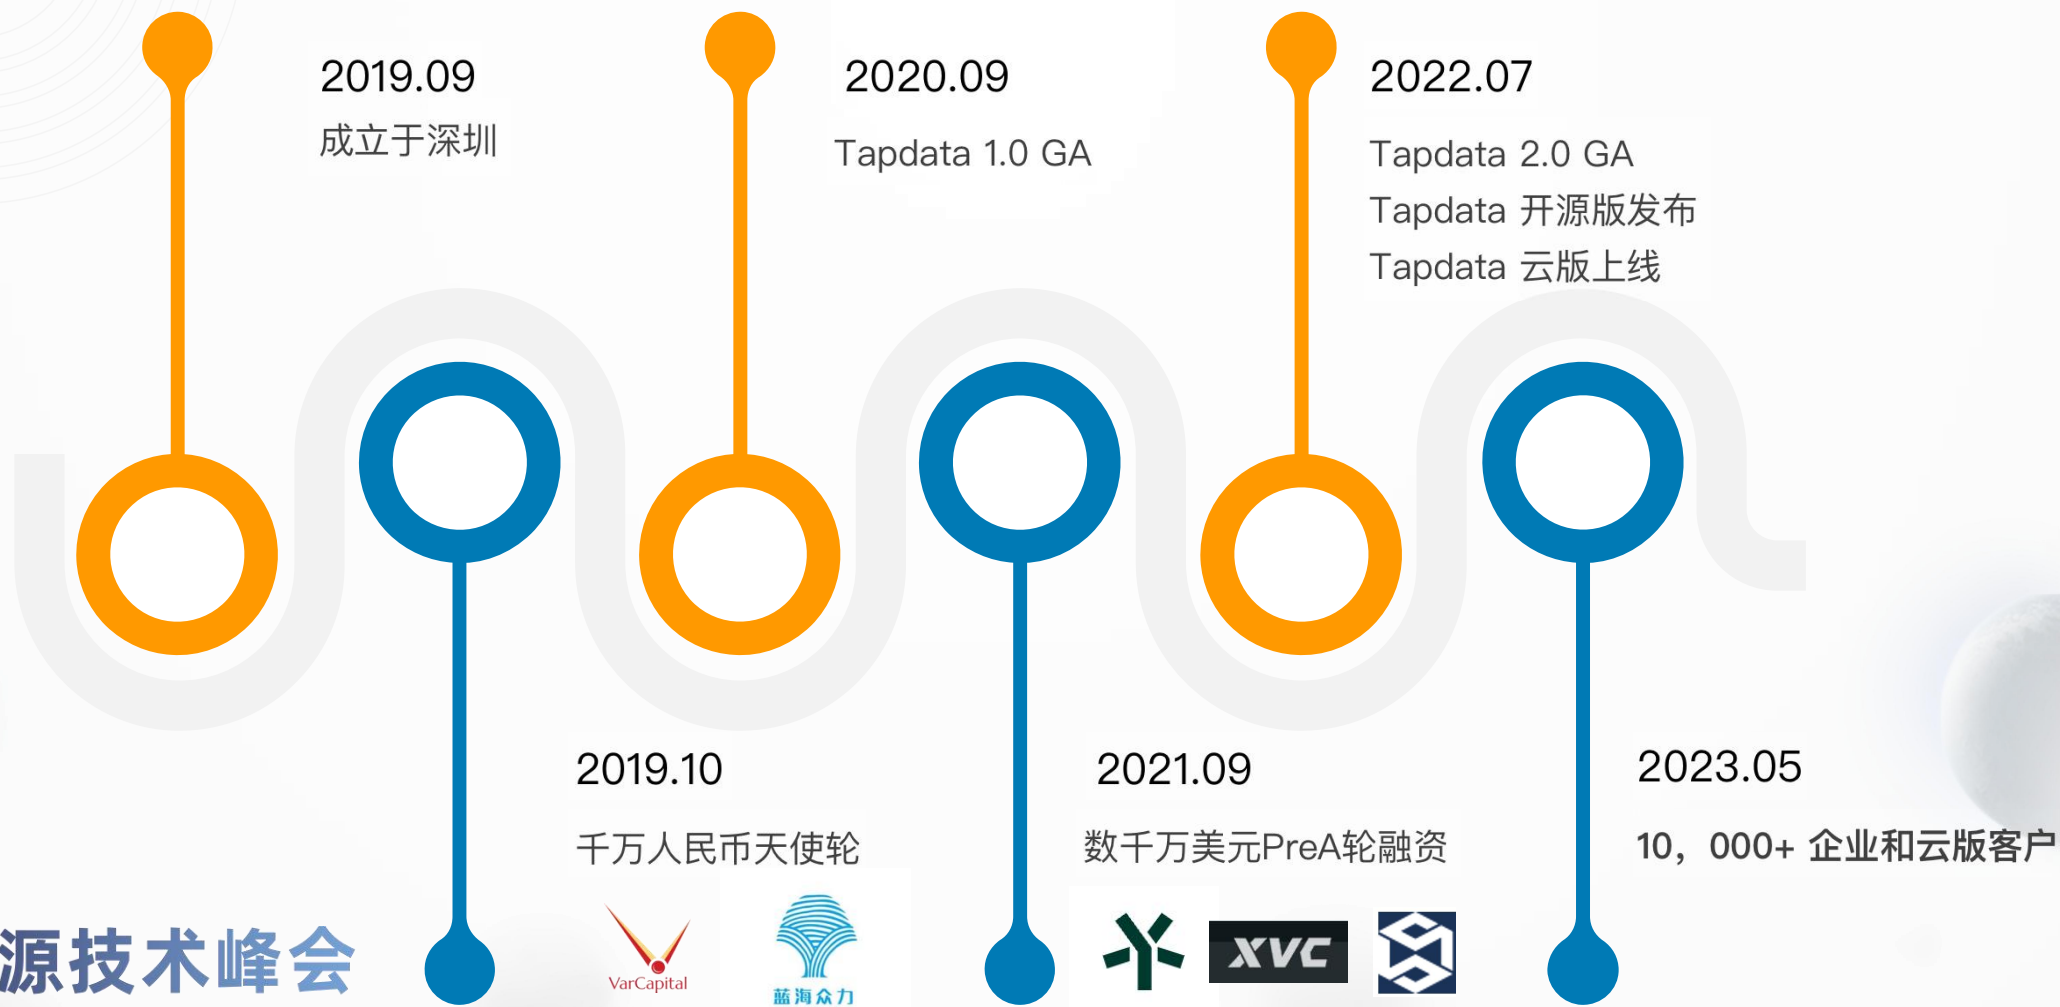 2019.09
成立于深圳
2020.09
Tapdata 1.0 GA
2022.07
Tapdata 2.0 GA
Tapdata 开源版发布
Tapdata 云版上线
2019.10
千万人民币天使轮
VarCapital
蓝海众力
2021.09
数千万美元PreA轮融资
XVC
2023.05
10，000+ 企业和云版客户
源技术峰会